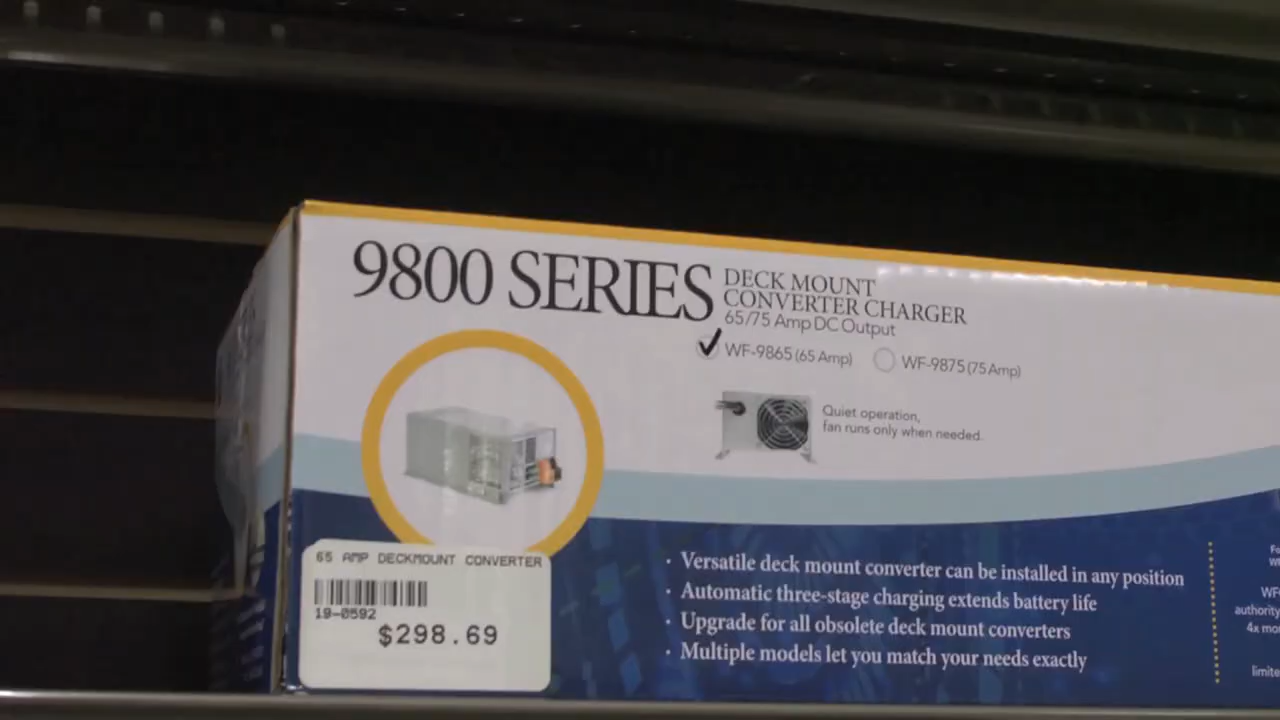 9800 SERIES
DECK MOUNT
CONVERTER CHARGER
65/75 Amp DC Output
WF-9865 (65 Amp) WF-9875 (75 Amp)
Quiet operation,
fan runs only when needed.
65 AMP DECKMOUNT CONVERTER
19-0592
$298.69
· Versatile deck mount converter can be installed in any position
· Automatic three-stage charging extends battery life
· Upgrade for all obsolete deck mount converters
· Multiple models let you match your needs exactly
authority